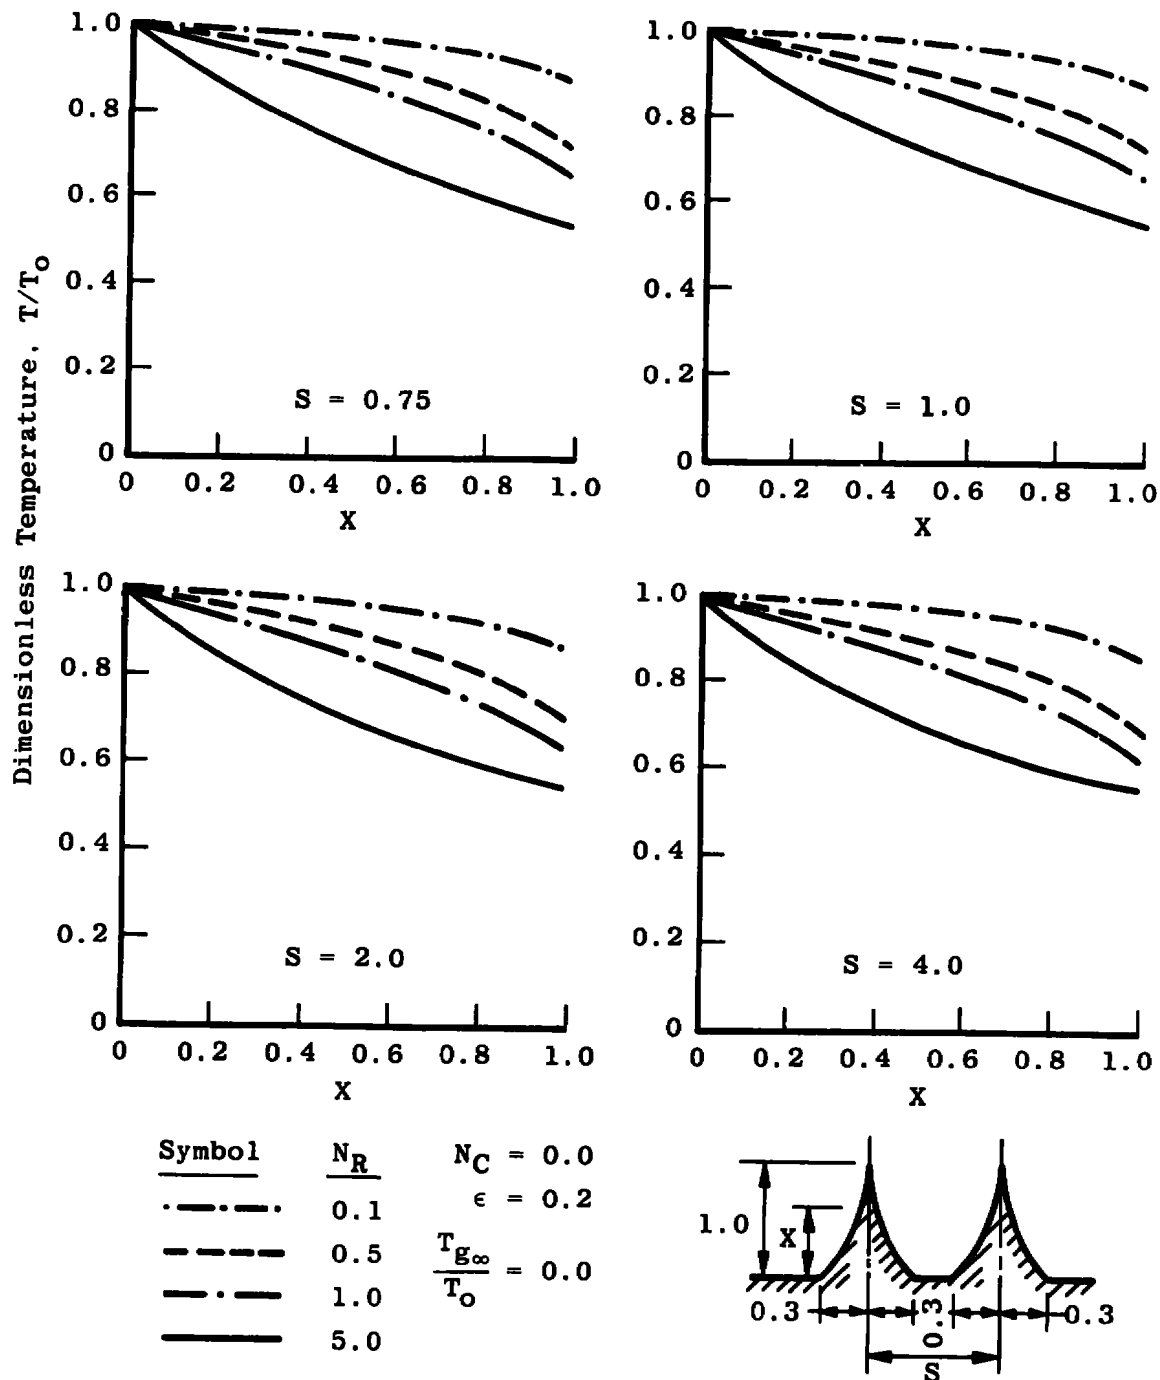 Dimensionless Temperature, T/To
1.0
0.8
0.6
0.4
0.2
0
S = 0.75
0 0.2 0.4 0.6 0.8 1.0
X
1.0
0.8
0.6
0.4
0.2
0
S = 1.0
0 0.2 0.4 0.6 0.8 1.0
X
1.0
0.8
0.6
0.4
0.2
0
S = 2.0
0 0.2 0.4 0.6 0.8 1.0
X
1.0
0.8
0.6
0.4
0.2
0
S = 4.0
0 0.2 0.4 0.6 0.8 1.0
X
Symbol NR
0.1
0.5
1.0
5.0
NC = 0.0
ϵ = 0.2
Tg∞/To = 0.0
1.0
X
0.3 0.3 0.3
S